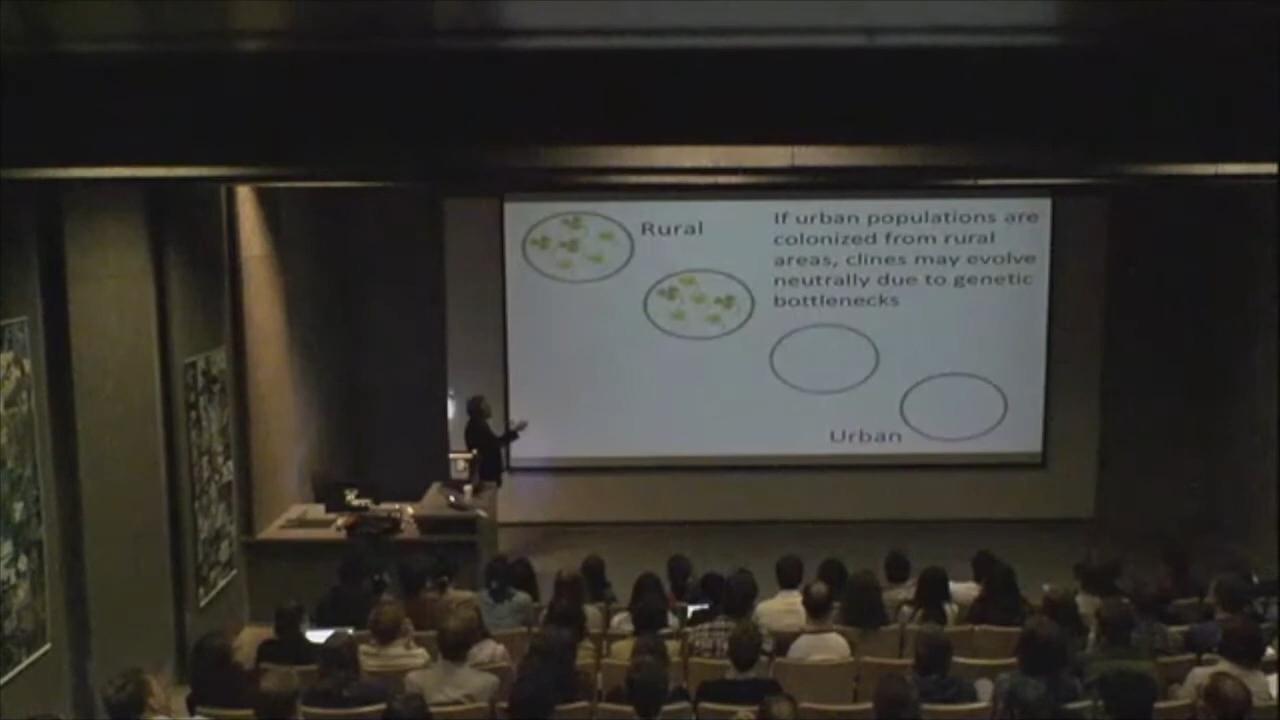 Rural
If urban populations are
colonized from rural
areas, clines may evolve
neutrally due to genetic
bottlenecks
Urban